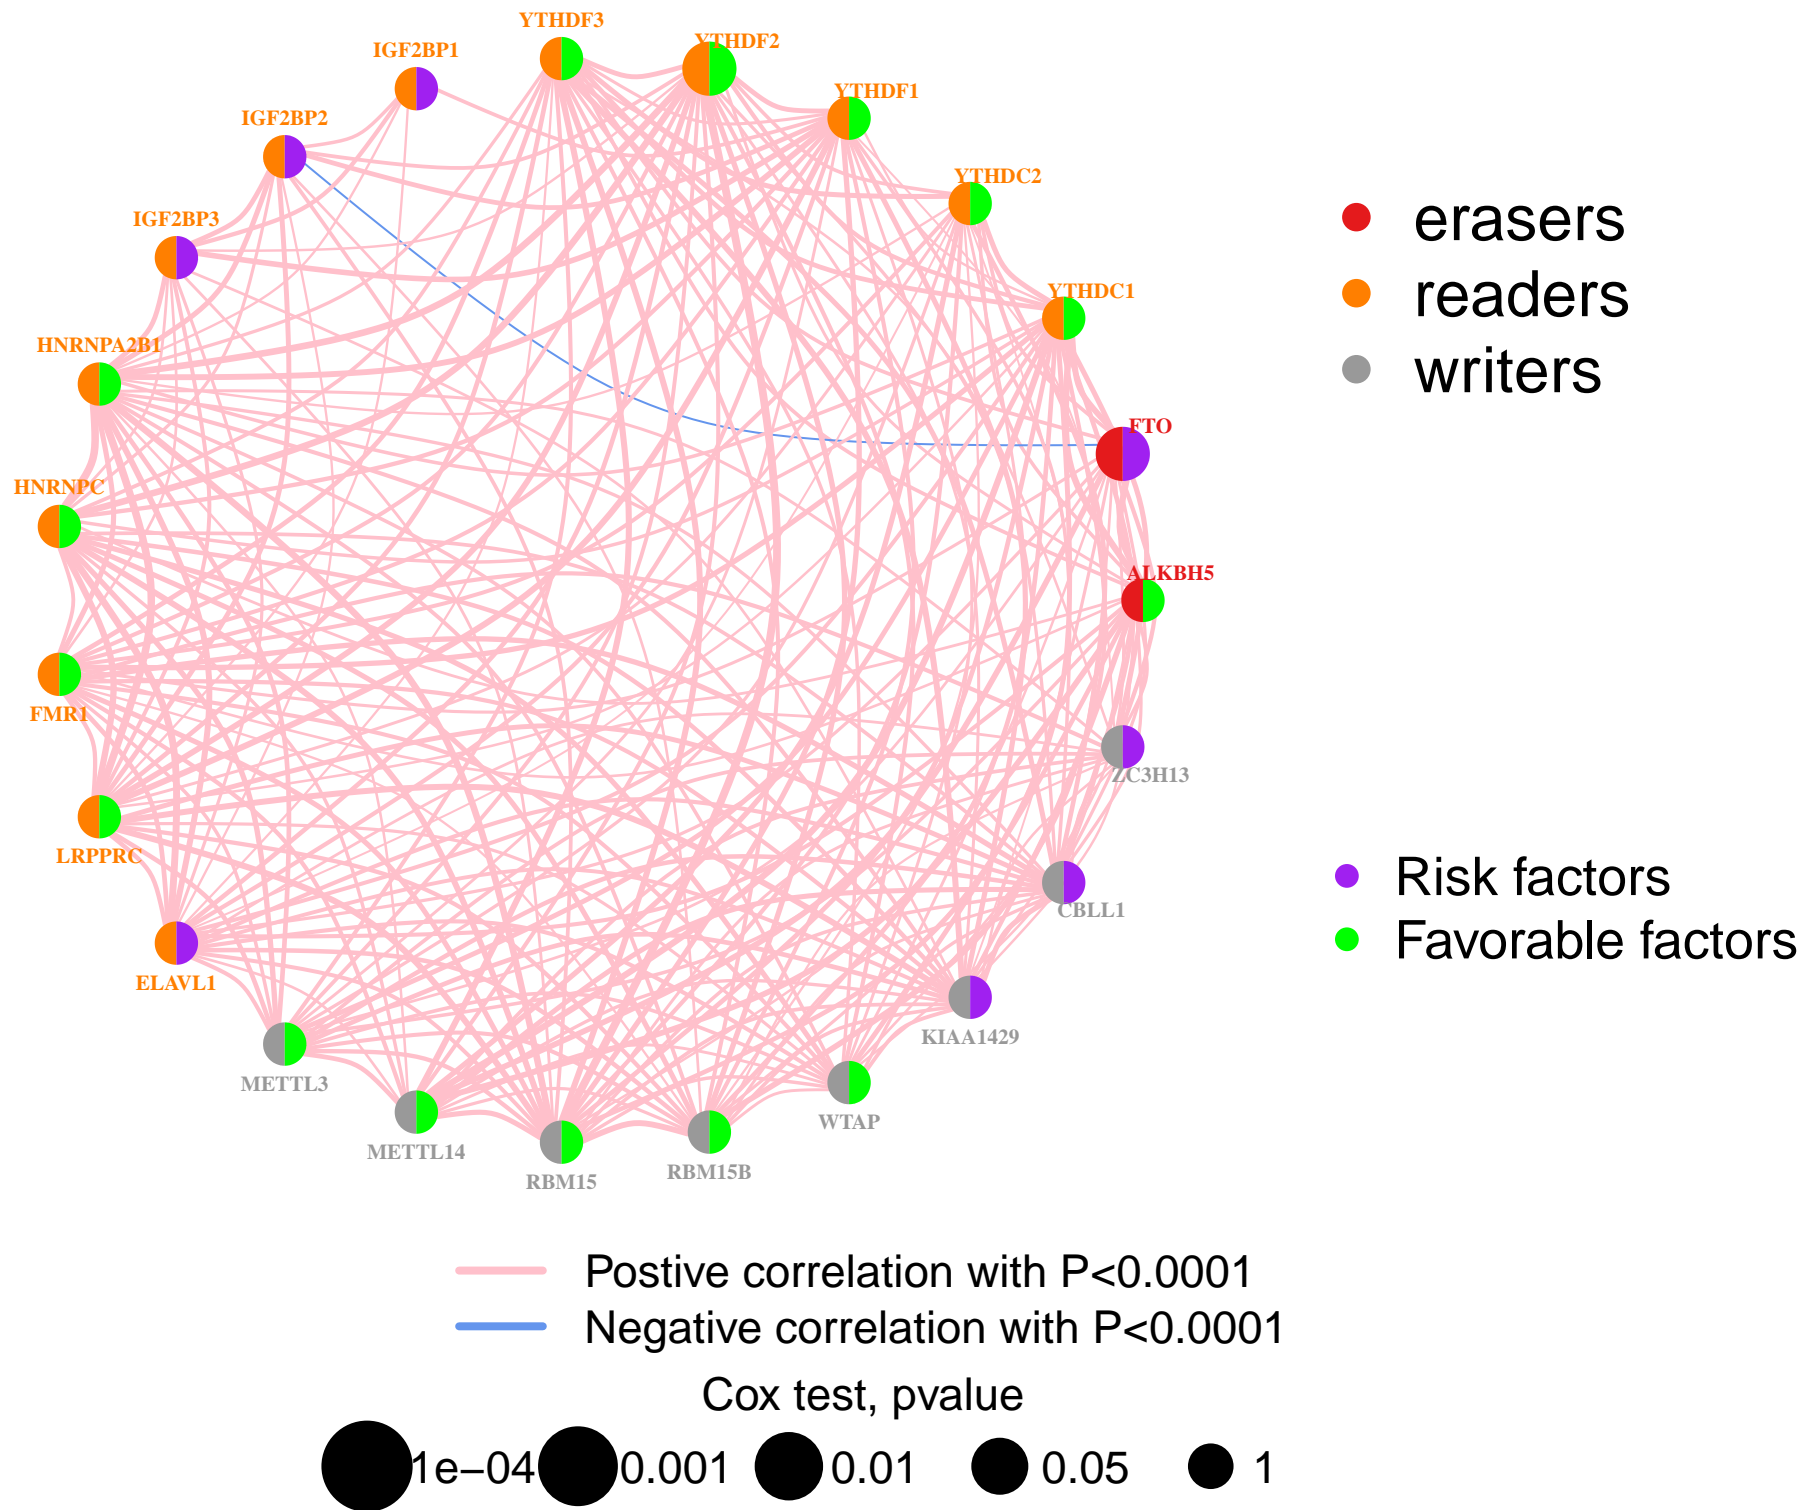 YTHDF3
YTHDF2
IGF2BP1
YTHDF1
IGF2BP2
YTHDC2
IGF2BP3
YTHDC1
HNRNPA2B1
FTO
HNRNPC
ALKBH5
FMR1
ZC3H13
LRPPRC
CBLL1
ELAVL1
KIAA1429
METTL3
WTAP
METTL14
RBM15B
RBM15
erasers
readers
writers
Risk factors
Favorable factors
Postive correlation with P<0.0001
Negative correlation with P<0.0001
Cox test, pvalue
1e−04 0.001 0.01 0.05 1